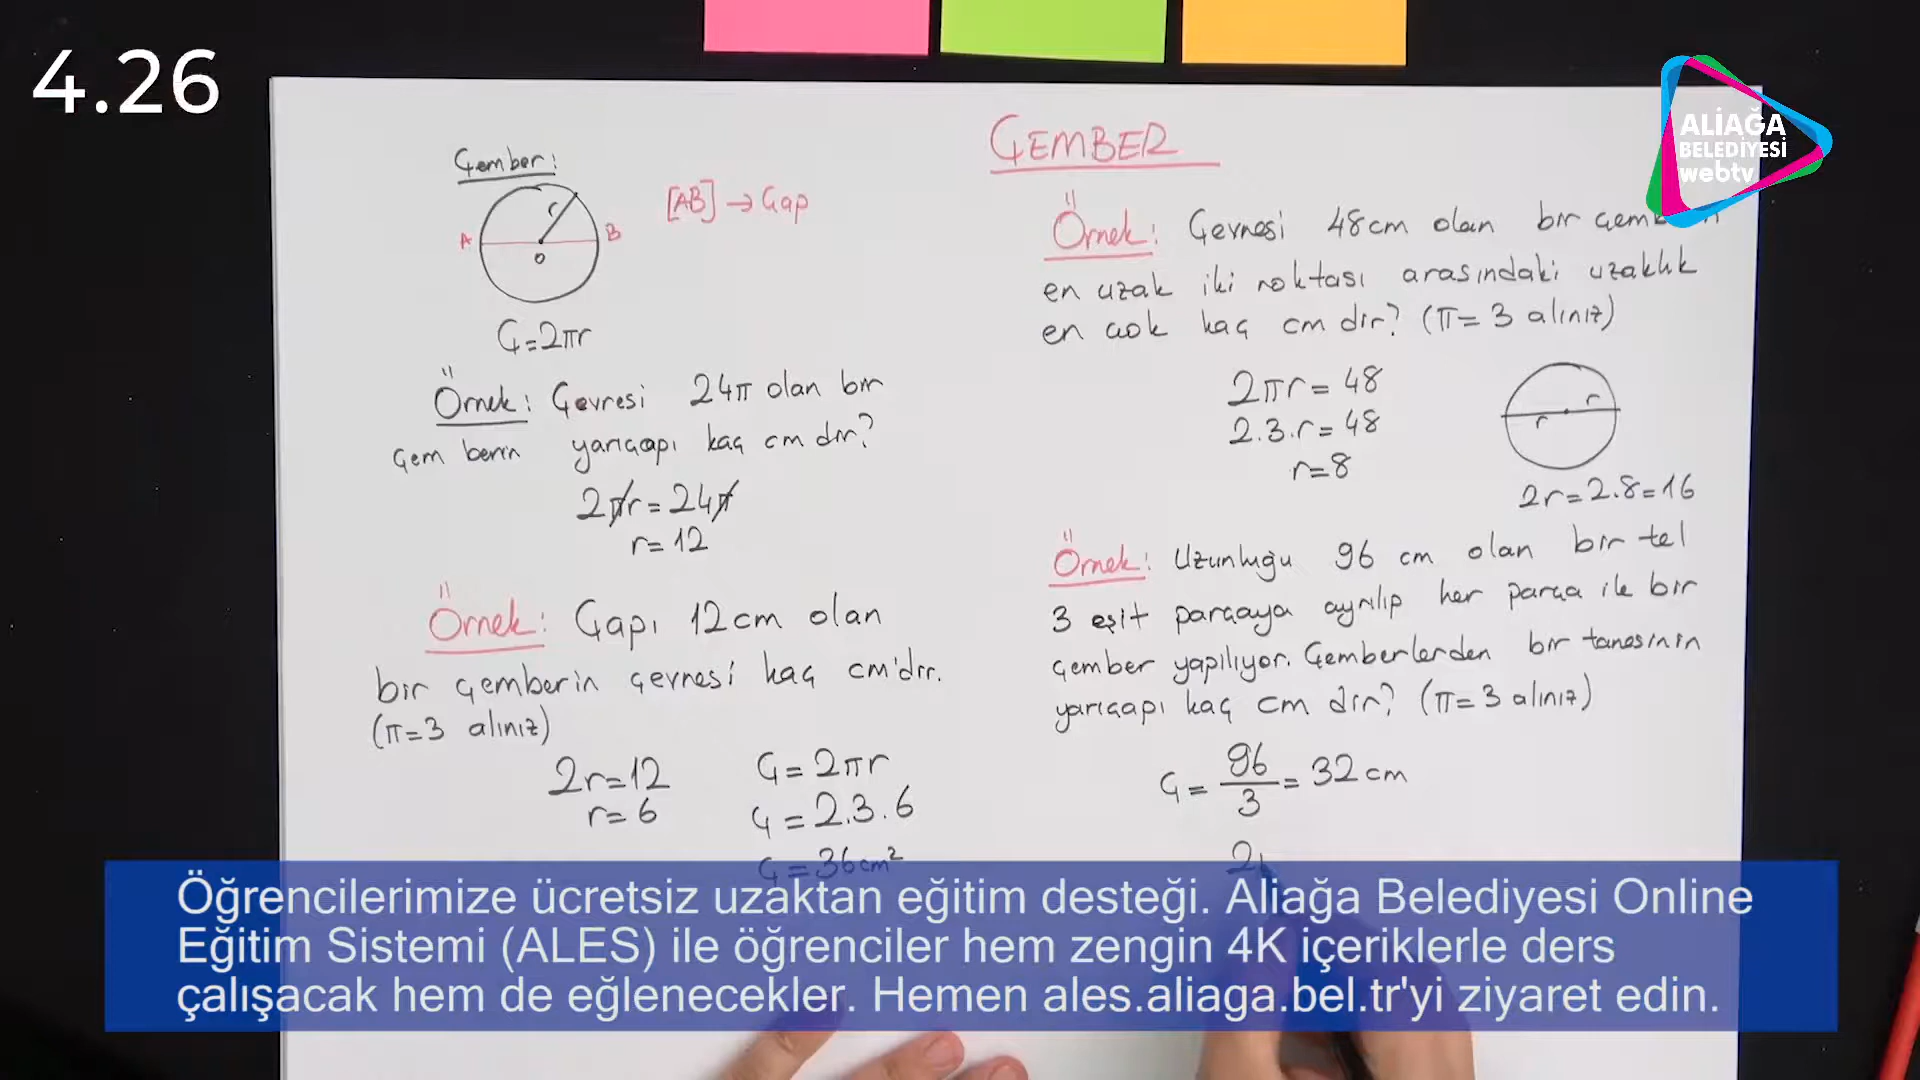 4.26
ALİAĞA
BELEDİYESİ
webtv
Çember:
r
A
B
O
[AB] → Çap
Ç=2πr
Örnek: Çevresi 24π olan bir
çemberin yarıçapı kaç cm dir?
2πr = 24π
r=12
Örnek: Çapı 12cm olan
bir çemberin çevresi kaç cm'dir.
(π=3 alınız)
2r=12
r=6
Ç=2πr
Ç=2.3.6
Ç=36cm²
ÇEMBER
Örnek: Çevresi 48cm olan bir
en uzak iki noktası arasındaki uzaklık
en çok kaç cm dir? (π=3 alınız)
2πr=48
2.3.r=48
r=8
r
r
2r=2.8=16
Örnek: Uzunluğu 96 cm olan bir tel
3 eşit parçaya ayrılıp her parça ile bir
çember yapılıyor. Çemberlerden bir tanesinin
yarıçapı kaç cm dir? (π=3 alınız)
Ç = 96/3 = 32 cm
Öğrencilerimize ücretsiz uzaktan eğitim desteği. Aliağa Belediyesi Online
Eğitim Sistemi (ALES) ile öğrenciler hem zengin 4K içeriklerle ders
çalışacak hem de eğlenecekler. Hemen ales.aliaga.bel.tr'yi ziyaret edin.